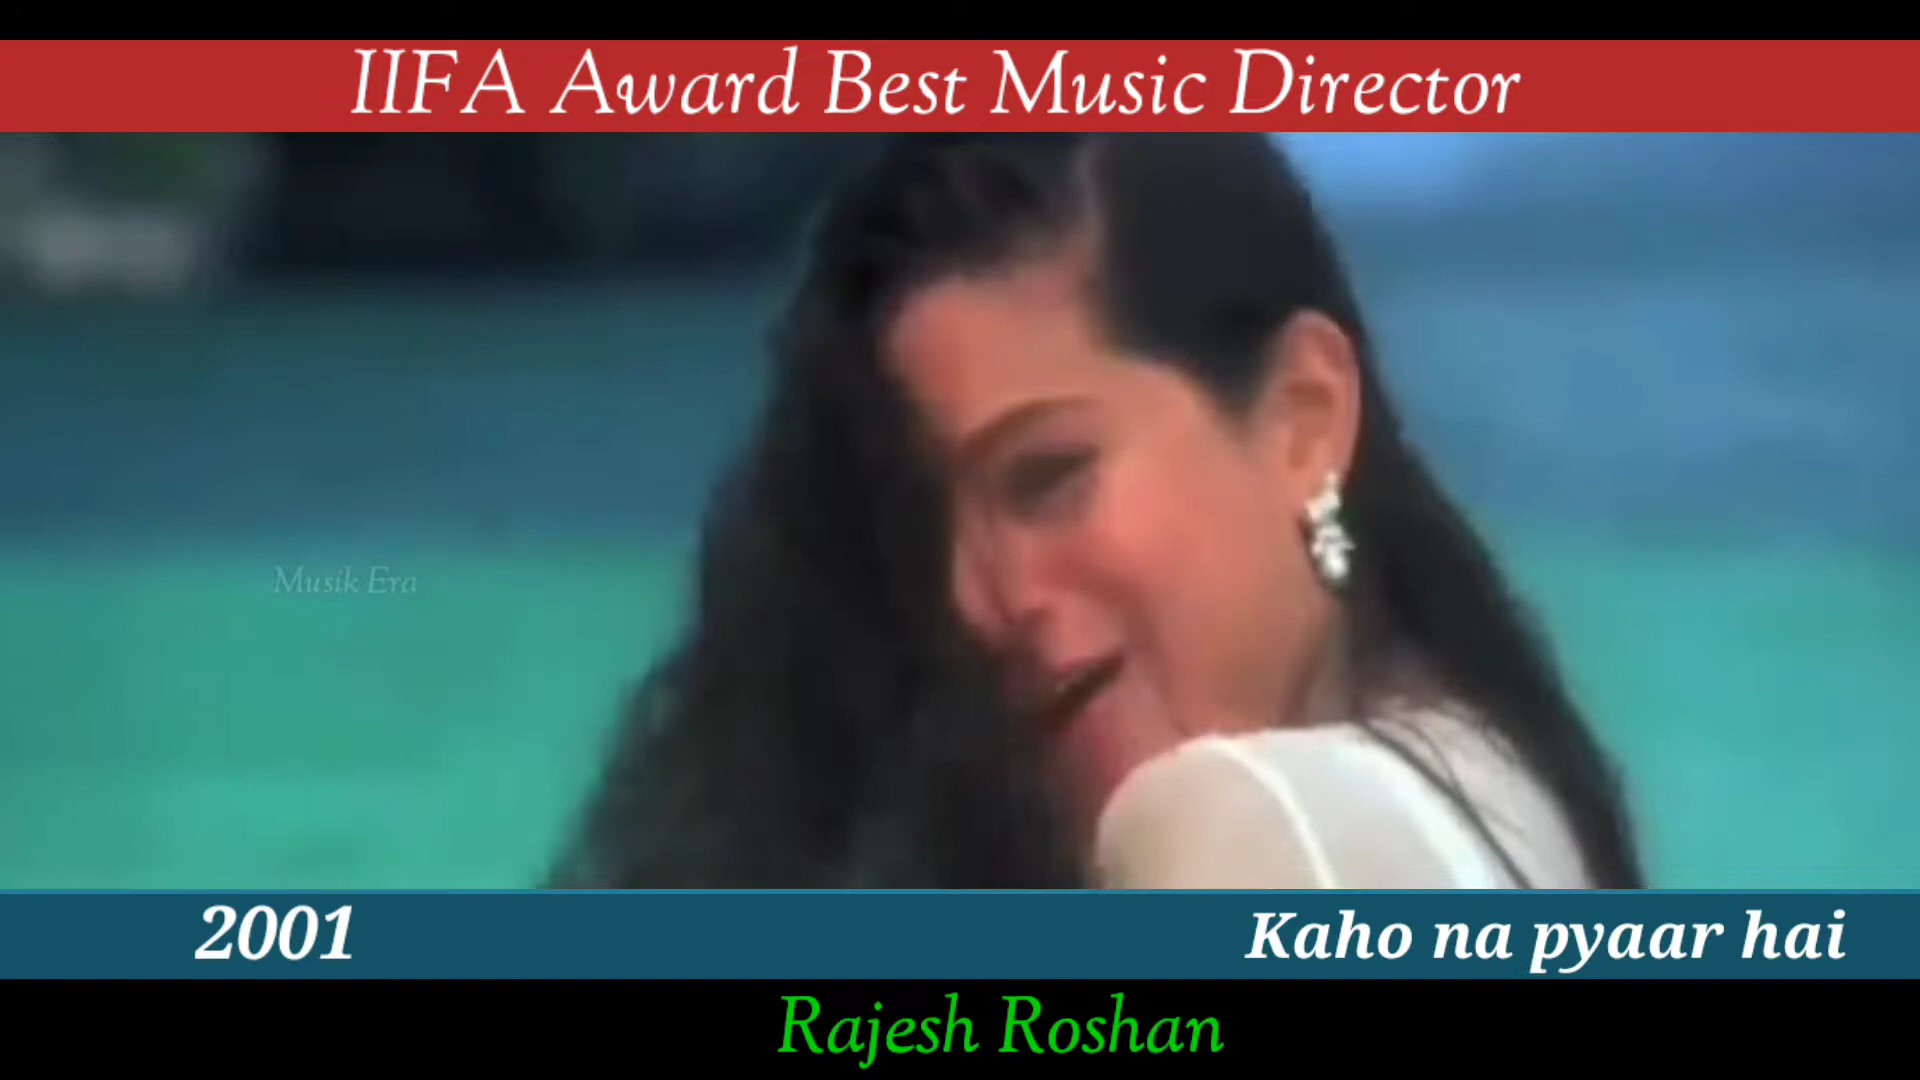 IIFA Award Best Music Director
Musik Era
2001
Kaho na pyaar hai
Rajesh Roshan